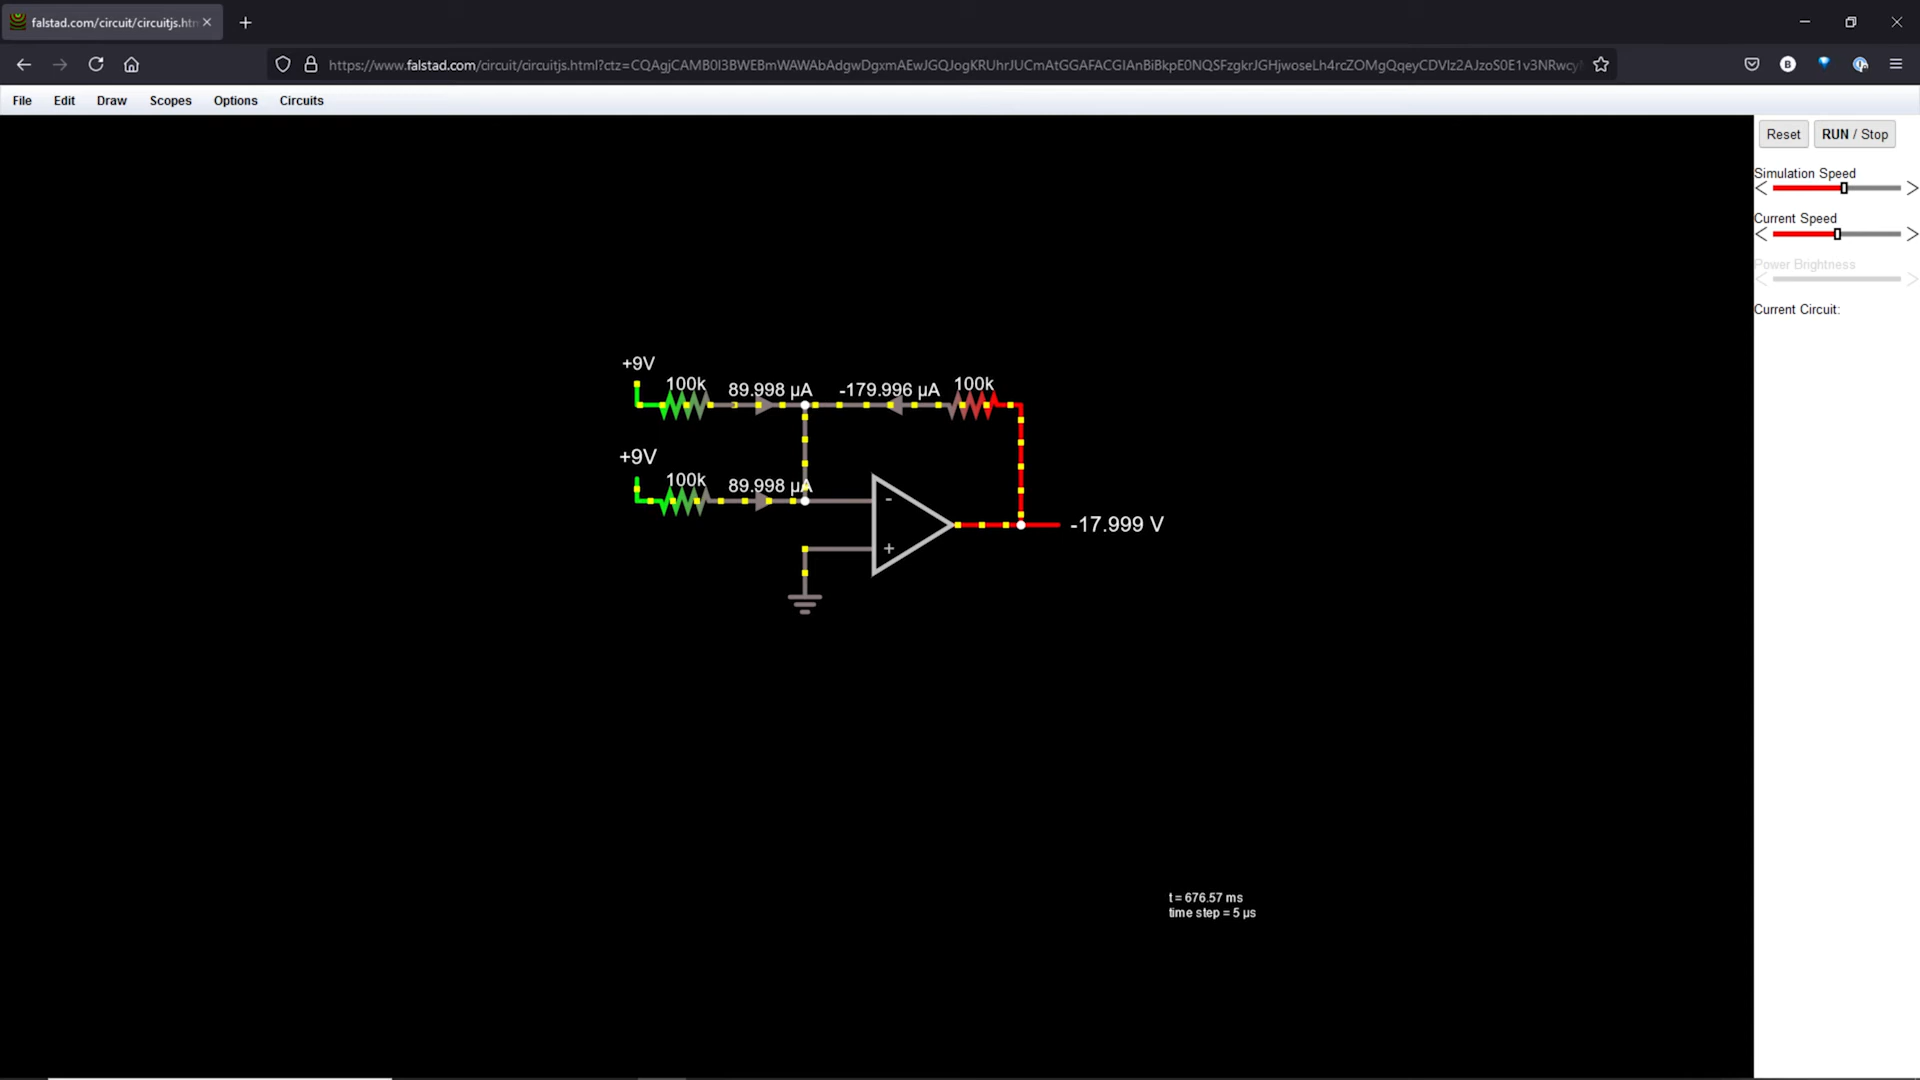 falstad.com/circuit/circuitjs.htm
https://www.falstad.com/circuit/circuitjs.html?ctz=
File Edit Draw Scopes Options Circuits
Reset RUN / Stop
Simulation Speed
Current Speed
Power Brightness
Current Circuit:
+9V
100k 89.998 µA -179.996 µA 100k
+9V
100k 89.998 µA
-
-17.999 V
+
t = 676.57 ms
time step = 5 µs